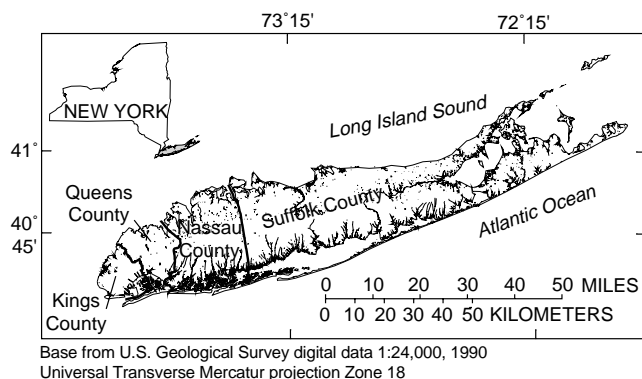 73°15'
72°15'
NEW YORK
Long Island Sound
41°
Queens
County
Nassau
County
Suffolk County
40°
45'
Atlantic Ocean
Kings
County
0 10 20 30 40 50 MILES
0 10 20 30 40 50 KILOMETERS
Base from U.S. Geological Survey digital data 1:24,000, 1990
Universal Transverse Mercatur projection Zone 18